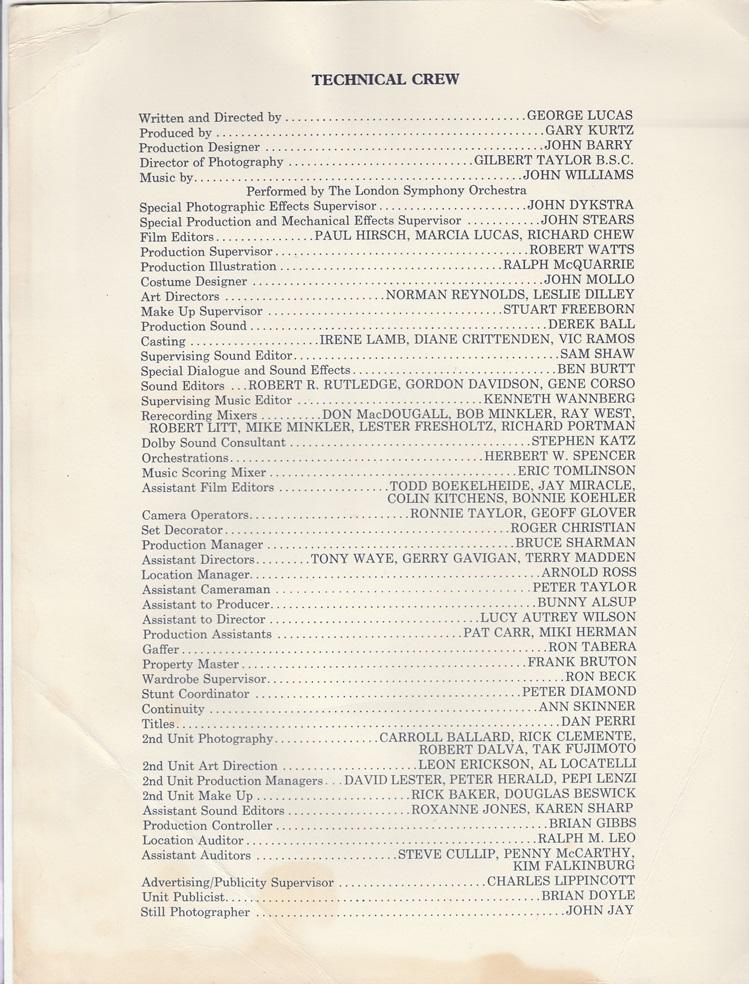 TECHNICAL CREW
Written and Directed by ........ GEORGE LUCAS
Produced by ........ GARY KURTZ
Production Designer ........ JOHN BARRY
Director of Photography ........ GILBERT TAYLOR B.S.C.
Music by ........ JOHN WILLIAMS
Performed by The London Symphony Orchestra
Special Photographic Effects Supervisor ........ JOHN DYKSTRA
Special Production and Mechanical Effects Supervisor ........ JOHN STEARS
Film Editors ........ PAUL HIRSCH, MARCIA LUCAS, RICHARD CHEW
Production Supervisor ........ ROBERT WATTS
Production Illustration ........ RALPH McQUARRIE
Costume Designer ........ JOHN MOLLO
Art Directors ........ NORMAN REYNOLDS, LESLIE DILLEY
Make Up Supervisor ........ STUART FREEBORN
Production Sound ........ DEREK BALL
Casting ........ IRENE LAMB, DIANE CRITTENDEN, VIC RAMOS
Supervising Sound Editor ........ SAM SHAW
Special Dialogue and Sound Effects ........ BEN BURTT
Sound Editors ... ROBERT R. RUTLEDGE, GORDON DAVIDSON, GENE CORSO
Supervising Music Editor ........ KENNETH WANNBERG
Rerecording Mixers ........ DON MacDOUGALL, BOB MINKLER, RAY WEST,
ROBERT LITT, MIKE MINKLER, LESTER FRESHOLTZ, RICHARD PORTMAN
Dolby Sound Consultant ........ STEPHEN KATZ
Orchestrations ........ HERBERT W. SPENCER
Music Scoring Mixer ........ ERIC TOMLINSON
Assistant Film Editors ........ TODD BOEKELHEIDE, JAY MIRACLE,
COLIN KITCHENS, BONNIE KOEHLER
Camera Operators ........ RONNIE TAYLOR, GEOFF GLOVER
Set Decorator ........ ROGER CHRISTIAN
Production Manager ........ BRUCE SHARMAN
Assistant Directors ........ TONY WAYE, GERRY GAVIGAN, TERRY MADDEN
Location Manager ........ ARNOLD ROSS
Assistant Cameraman ........ PETER TAYLOR
Assistant to Producer ........ BUNNY ALSUP
Assistant to Director ........ LUCY AUTREY WILSON
Production Assistants ........ PAT CARR, MIKI HERMAN
Gaffer ........ RON TABERA
Property Master ........ FRANK BRUTON
Wardrobe Supervisor ........ RON BECK
Stunt Coordinator ........ PETER DIAMOND
Continuity ........ ANN SKINNER
Titles ........ DAN PERRI
2nd Unit Photography ........ CARROLL BALLARD, RICK CLEMENTE,
ROBERT DALVA, TAK FUJIMOTO
2nd Unit Art Direction ........ LEON ERICKSON, AL LOCATELLI
2nd Unit Production Managers ... DAVID LESTER, PETER HERALD, PEPI LENZI
2nd Unit Make Up ........ RICK BAKER, DOUGLAS BESWICK
Assistant Sound Editors ........ ROXANNE JONES, KAREN SHARP
Production Controller ........ BRIAN GIBBS
Location Auditor ........ RALPH M. LEO
Assistant Auditors ........ STEVE CULLIP, PENNY McCARTHY,
KIM FALKINBURG
Advertising/Publicity Supervisor ........ CHARLES LIPPINCOTT
Unit Publicist ........ BRIAN DOYLE
Still Photographer ........ JOHN JAY